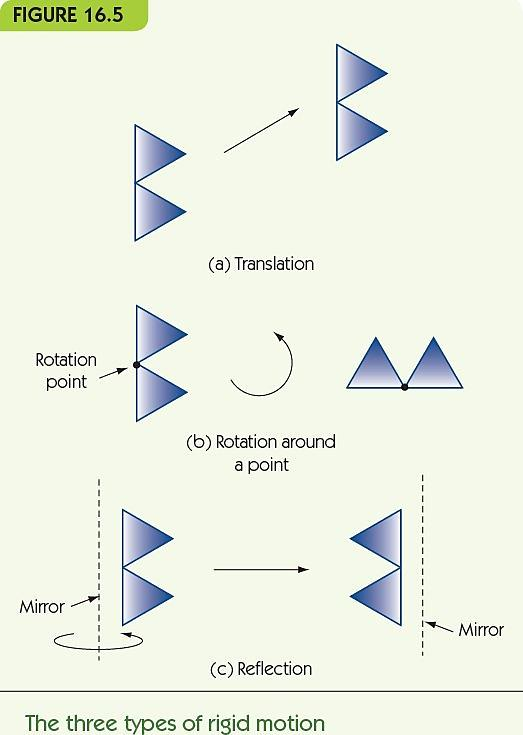 FIGURE 16.5
(a) Translation
Rotation
point
(b) Rotation around
a point
Mirror
Mirror
(c) Reflection
The three types of rigid motion